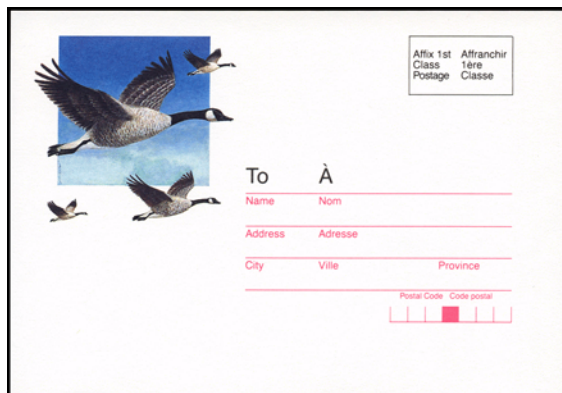 Affix 1st Affranchir
Class 1ère
Postage Classe
To À
Name Nom
Address Adresse
City Ville Province
Postal Code Code postal